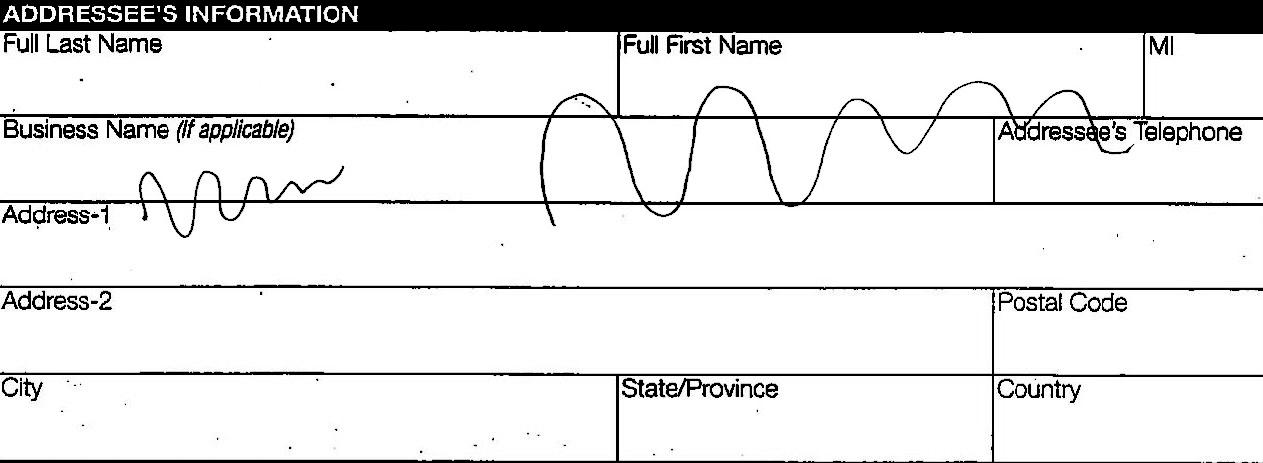 ADDRESSEE'S INFORMATION
Full Last Name Full First Name MI
Business Name (If applicable) Addressee's Telephone
Address-1
Address-2 Postal Code
City State/Province Country